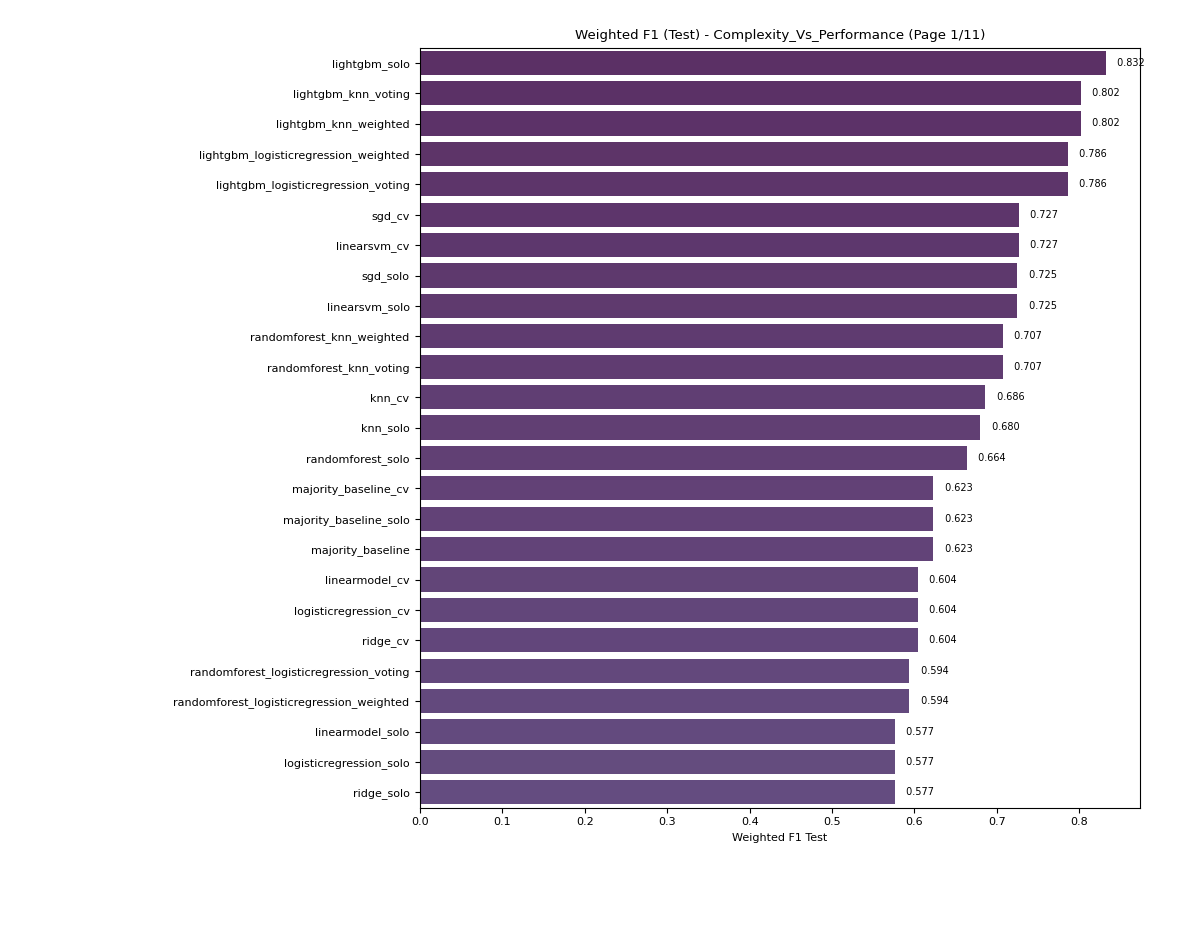 Weighted F1 (Test) - Complexity_Vs_Performance (Page 1/11)
lightgbm_solo 0.832
lightgbm_knn_voting 0.802
lightgbm_knn_weighted 0.802
lightgbm_logisticregression_weighted 0.786
lightgbm_logisticregression_voting 0.786
sgd_cv 0.727
linearsvm_cv 0.727
sgd_solo 0.725
linearsvm_solo 0.725
randomforest_knn_weighted 0.707
randomforest_knn_voting 0.707
knn_cv 0.686
knn_solo 0.680
randomforest_solo 0.664
majority_baseline_cv 0.623
majority_baseline_solo 0.623
majority_baseline 0.623
linearmodel_cv 0.604
logisticregression_cv 0.604
ridge_cv 0.604
randomforest_logisticregression_voting 0.594
randomforest_logisticregression_weighted 0.594
linearmodel_solo 0.577
logisticregression_solo 0.577
ridge_solo 0.577
0.0 0.1 0.2 0.3 0.4 0.5 0.6 0.7 0.8
Weighted F1 Test